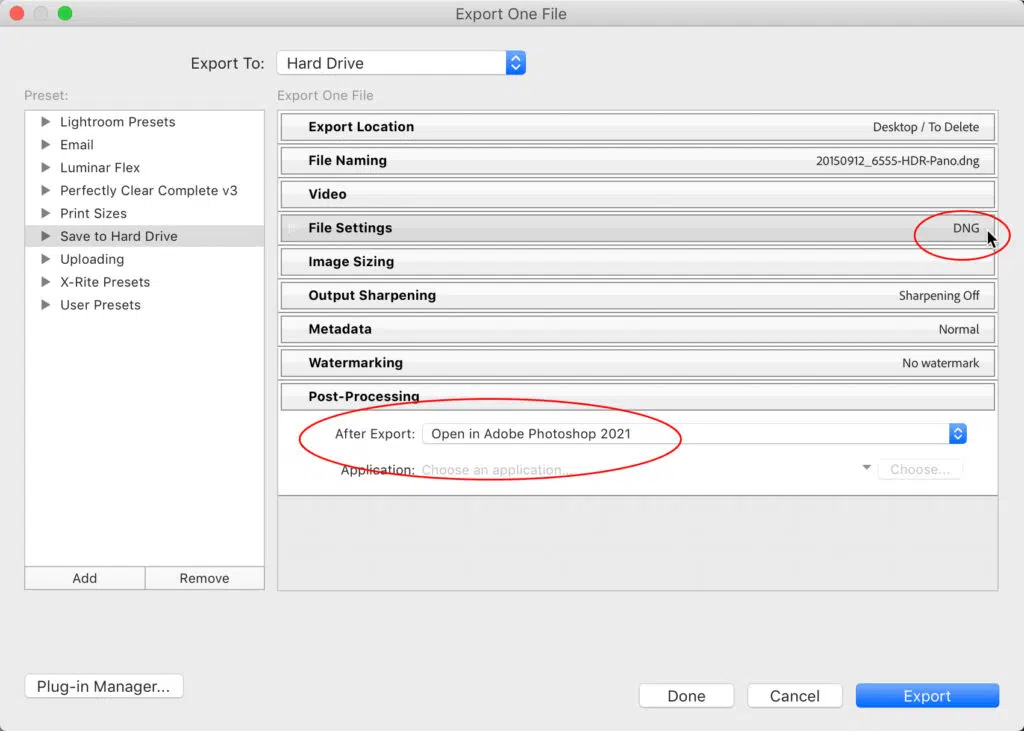 Export One File
Export To: Hard Drive
Preset:
Lightroom Presets
Email
Luminar Flex
Perfectly Clear Complete v3
Print Sizes
Save to Hard Drive
Uploading
X-Rite Presets
User Presets
Add Remove
Export One File
Export Location Desktop / To Delete
File Naming 20150912_6555-HDR-Pano.dng
Video
File Settings DNG
Image Sizing
Output Sharpening Sharpening Off
Metadata Normal
Watermarking No watermark
Post-Processing
After Export: Open in Adobe Photoshop 2021
Application: Choose an application... Choose...
Plug-in Manager...
Done Cancel Export